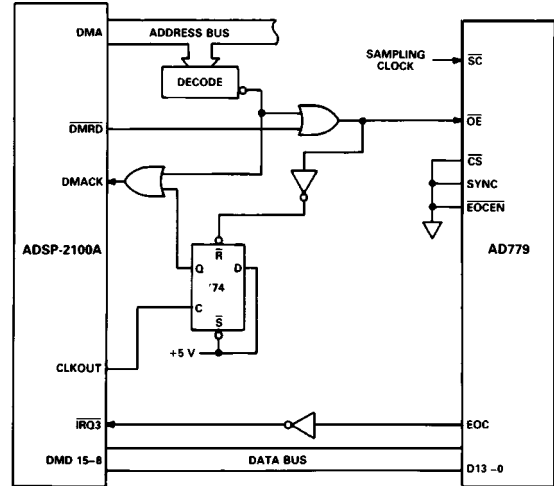 DMA
ADDRESS BUS
DECODE
SAMPLING
CLOCK
SC
DMRD
OE
CS
DMACK
SYNC
EOCEN
R
ADSP-2100A
AD779
Q
D
'74
C
S
+5 V
CLKOUT
IRQ3
EOC
DMD 15–8
DATA BUS
D13 -0